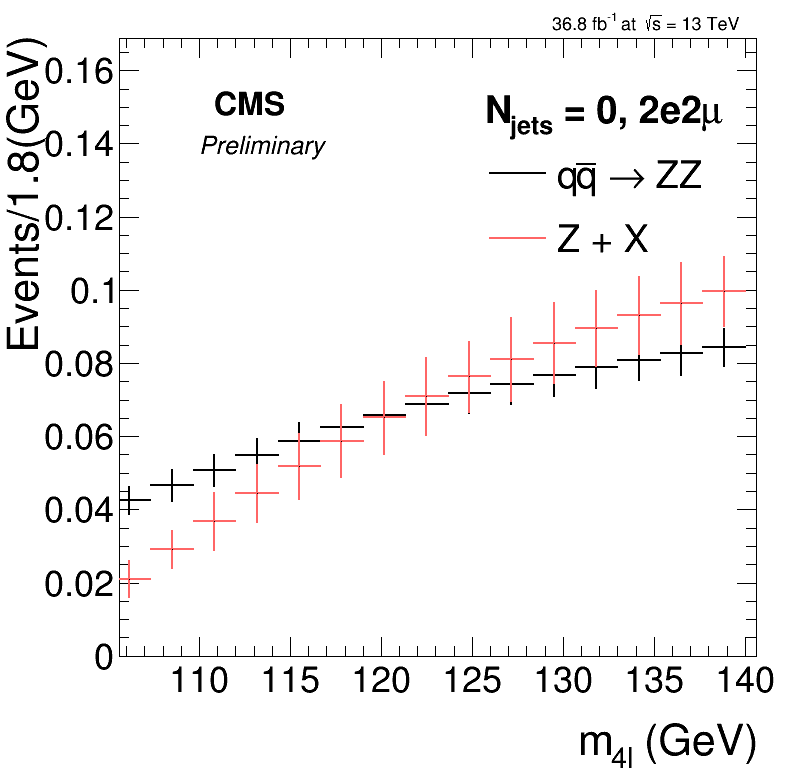 36.8 fb⁻¹ at √s = 13 TeV
Events/1.8(GeV)
CMS
Preliminary
N_jets = 0, 2e2μ
qq̅ → ZZ
Z + X
0.16
0.14
0.12
0.1
0.08
0.06
0.04
0.02
0
110 115 120 125 130 135 140
m_4l (GeV)